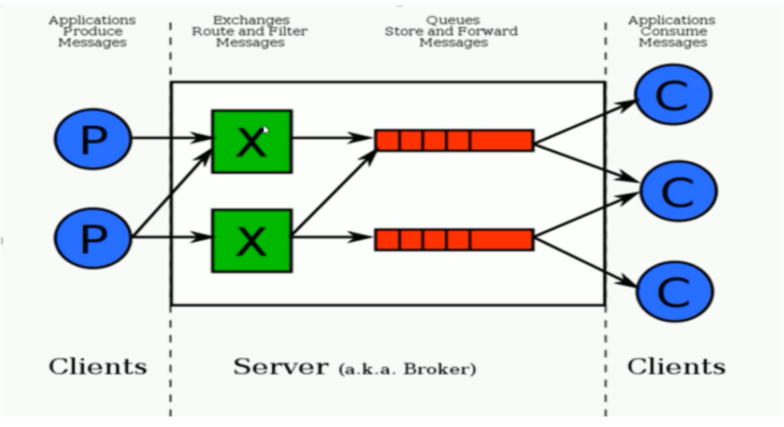 Applications
Produce
Messages
Exchanges
Route and Filter
Messages
Queues
Store and Forward
Messages
Applications
Consume
Messages
P
X
C
P
X
C
C
Clients
Server (a.k.a. Broker)
Clients